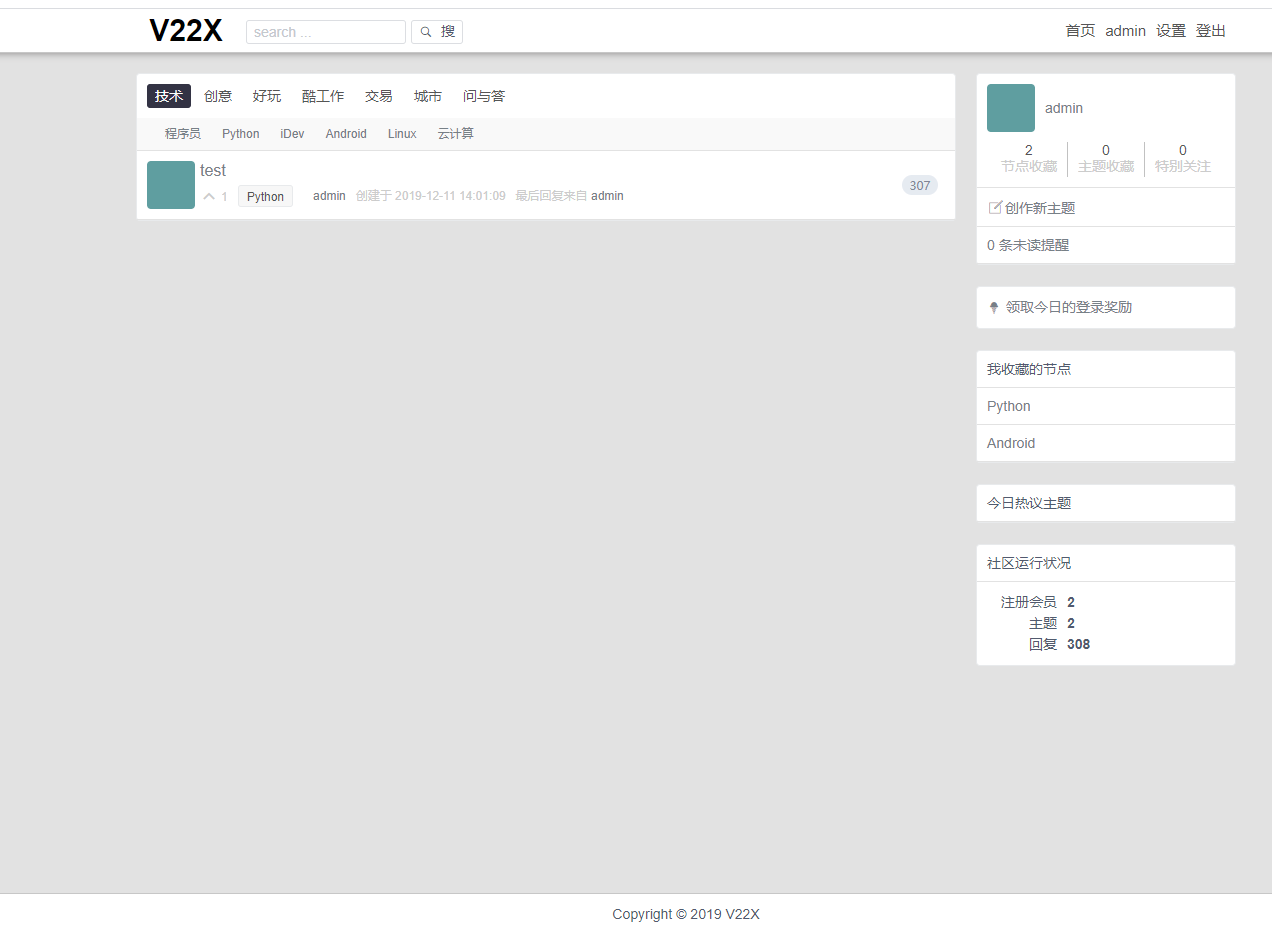 V22X search ... 搜 首页 admin 设置 登出
技术 创意 好玩 酷工作 交易 城市 问与答
程序员 Python iDev Android Linux 云计算
test
1 Python admin 创建于 2019-12-11 14:01:09 最后回复来自 admin
307
admin
2 0 0
节点收藏 主题收藏 特别关注
创作新主题
0 条未读提醒
领取今日的登录奖励
我收藏的节点
Python
Android
今日热议主题
社区运行状况
注册会员 2
主题 2
回复 308
Copyright © 2019 V22X